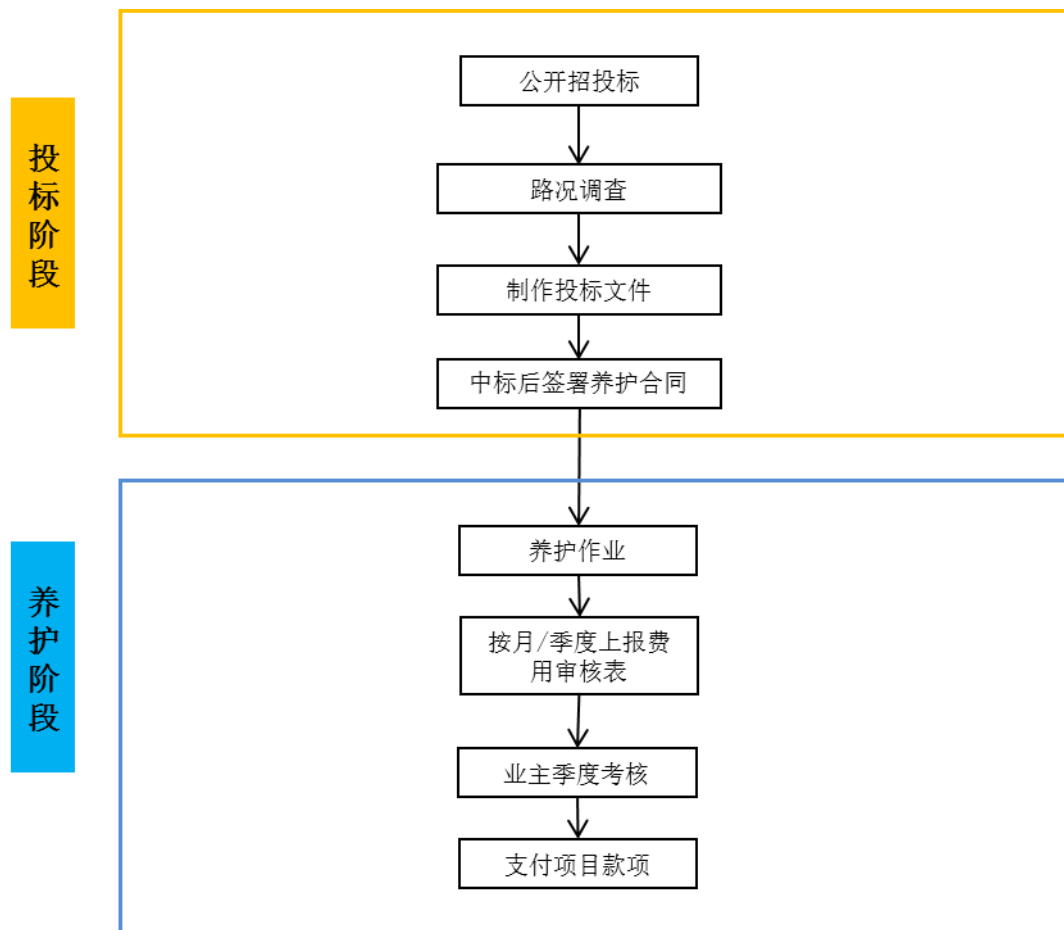 投标阶段
公开招投标
路况调查
制作投标文件
中标后签署养护合同
养护阶段
养护作业
按月/季度上报费
用审核表
业主季度考核
支付项目款项